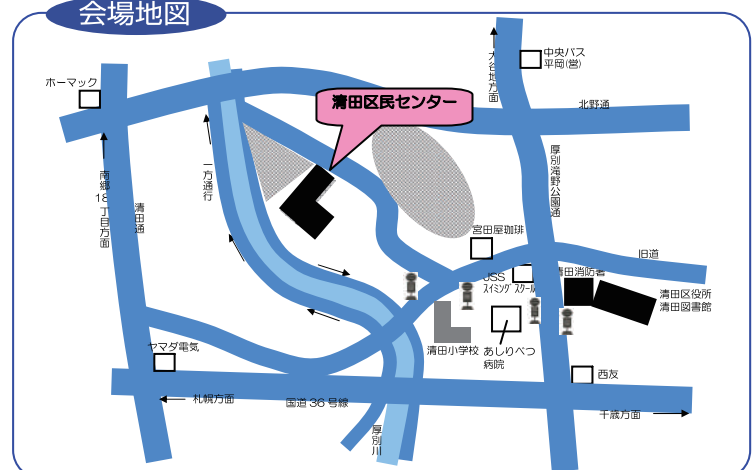 会場地図
中央バス
平岡(営)
大谷地方面
ホーマック
清田区民センター
北野通
厚別滝野公園通
一方通行
南郷18丁目方面
清田通
宮田屋珈琲
旧道
JSS
スイミングスクール
清田消防署
清田区役所
清田図書館
清田小学校
あしりべつ
病院
ヤマダ電気
西友
札幌方面
国道36号線
千歳方面
厚別川